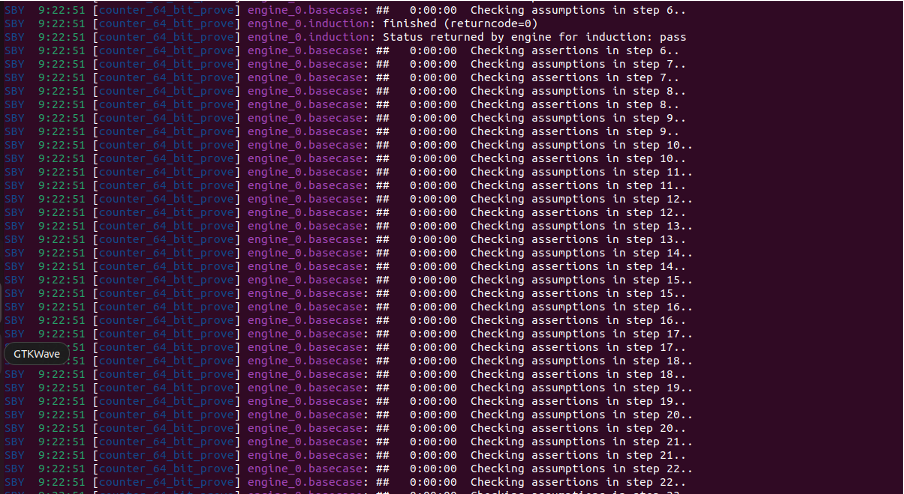 SBY  9:22:51 [counter_64_bit_prove] engine_0.basecase: ##   0:00:00  Checking assumptions in step 6..
SBY  9:22:51 [counter_64_bit_prove] engine_0.induction: finished (returncode=0)
SBY  9:22:51 [counter_64_bit_prove] engine_0.induction: Status returned by engine for induction: pass
SBY  9:22:51 [counter_64_bit_prove] engine_0.basecase: ##   0:00:00  Checking assertions in step 6..
SBY  9:22:51 [counter_64_bit_prove] engine_0.basecase: ##   0:00:00  Checking assumptions in step 7..
SBY  9:22:51 [counter_64_bit_prove] engine_0.basecase: ##   0:00:00  Checking assertions in step 7..
SBY  9:22:51 [counter_64_bit_prove] engine_0.basecase: ##   0:00:00  Checking assumptions in step 8..
SBY  9:22:51 [counter_64_bit_prove] engine_0.basecase: ##   0:00:00  Checking assertions in step 8..
SBY  9:22:51 [counter_64_bit_prove] engine_0.basecase: ##   0:00:00  Checking assumptions in step 9..
SBY  9:22:51 [counter_64_bit_prove] engine_0.basecase: ##   0:00:00  Checking assertions in step 9..
SBY  9:22:51 [counter_64_bit_prove] engine_0.basecase: ##   0:00:00  Checking assumptions in step 10..
SBY  9:22:51 [counter_64_bit_prove] engine_0.basecase: ##   0:00:00  Checking assertions in step 10..
SBY  9:22:51 [counter_64_bit_prove] engine_0.basecase: ##   0:00:00  Checking assumptions in step 11..
SBY  9:22:51 [counter_64_bit_prove] engine_0.basecase: ##   0:00:00  Checking assertions in step 11..
SBY  9:22:51 [counter_64_bit_prove] engine_0.basecase: ##   0:00:00  Checking assumptions in step 12..
SBY  9:22:51 [counter_64_bit_prove] engine_0.basecase: ##   0:00:00  Checking assertions in step 12..
SBY  9:22:51 [counter_64_bit_prove] engine_0.basecase: ##   0:00:00  Checking assumptions in step 13..
SBY  9:22:51 [counter_64_bit_prove] engine_0.basecase: ##   0:00:00  Checking assertions in step 13..
SBY  9:22:51 [counter_64_bit_prove] engine_0.basecase: ##   0:00:00  Checking assumptions in step 14..
SBY  9:22:51 [counter_64_bit_prove] engine_0.basecase: ##   0:00:00  Checking assertions in step 14..
SBY  9:22:51 [counter_64_bit_prove] engine_0.basecase: ##   0:00:00  Checking assumptions in step 15..
SBY  9:22:51 [counter_64_bit_prove] engine_0.basecase: ##   0:00:00  Checking assertions in step 15..
SBY  9:22:51 [counter_64_bit_prove] engine_0.basecase: ##   0:00:00  Checking assumptions in step 16..
SBY  9:22:51 [counter_64_bit_prove] engine_0.basecase: ##   0:00:00  Checking assertions in step 16..
SBY  9:22:51 [counter_64_bit_prove] engine_0.basecase: ##   0:00:00  Checking assumptions in step 17..
GTKWave
[counter_64_bit_prove] engine_0.basecase: ##   0:00:00  Checking assertions in step 17..
[counter_64_bit_prove] engine_0.basecase: ##   0:00:00  Checking assumptions in step 18..
SBY  9:22:51 [counter_64_bit_prove] engine_0.basecase: ##   0:00:00  Checking assertions in step 18..
SBY  9:22:51 [counter_64_bit_prove] engine_0.basecase: ##   0:00:00  Checking assumptions in step 19..
SBY  9:22:51 [counter_64_bit_prove] engine_0.basecase: ##   0:00:00  Checking assertions in step 19..
SBY  9:22:51 [counter_64_bit_prove] engine_0.basecase: ##   0:00:00  Checking assumptions in step 20..
SBY  9:22:51 [counter_64_bit_prove] engine_0.basecase: ##   0:00:00  Checking assertions in step 20..
SBY  9:22:51 [counter_64_bit_prove] engine_0.basecase: ##   0:00:00  Checking assumptions in step 21..
SBY  9:22:51 [counter_64_bit_prove] engine_0.basecase: ##   0:00:00  Checking assertions in step 21..
SBY  9:22:51 [counter_64_bit_prove] engine_0.basecase: ##   0:00:00  Checking assumptions in step 22..
SBY  9:22:51 [counter_64_bit_prove] engine_0.basecase: ##   0:00:00  Checking assertions in step 22..